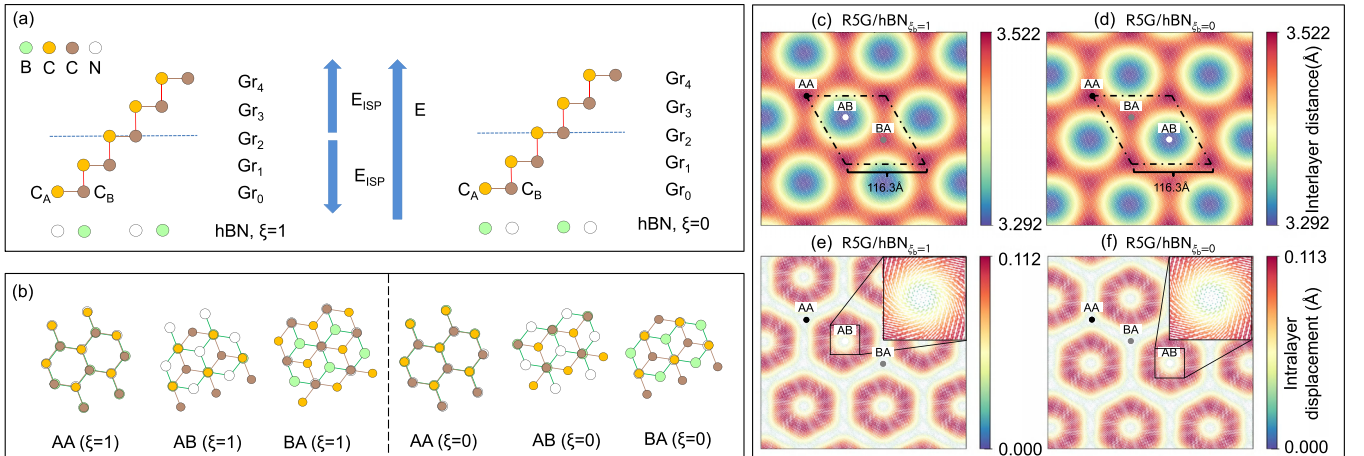 (a)
B C C N
Gr4
Gr3
Gr2
Gr1
Gr0
CA CB
hBN, ξ=1
EISP
EISP
E
Gr4
Gr3
Gr2
Gr1
Gr0
CA CB
hBN, ξ=0
(b)
AA (ξ=1) AB (ξ=1) BA (ξ=1) AA (ξ=0) AB (ξ=0) BA (ξ=0)
(c) R5G/hBNξb=1
AA
AB
BA
116.3Å
3.522
3.292
(d) R5G/hBNξb=0
AA
BA
AB
116.3Å
3.522
3.292
Interlayer distance(Å)
(e) R5G/hBNξb=1
AA
AB
BA
0.112
0.000
(f) R5G/hBNξb=0
AA
BA
AB
0.113
0.000
Intralayer
displacement (Å)